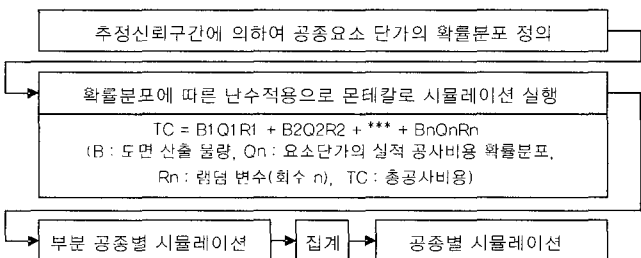 추정신뢰구간에 의하여 공종요소 단가의 확률분포 정의
확률분포에 따른 난수적용으로 몬테칼로 시뮬레이션 실행
TC = B1Q1R1 + B2Q2R2 + *** + BnQnRn
(B : 도면 산출 물량, Qn : 요소단가의 실적 공사비용 확률분포,
Rn : 램덤 변수(회수 n), TC : 총공사비용)
부분 공종별 시뮬레이션
집계
공종별 시뮬레이션